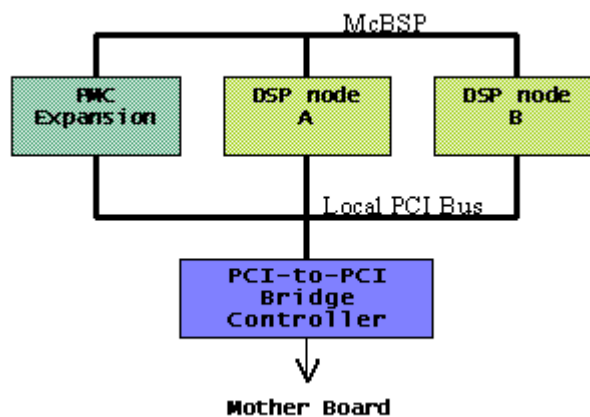 McBSP
PMC
Expansion
DSP node
A
DSP node
B
Local PCI Bus
PCI-to-PCI
Bridge
Controller
Mother Board